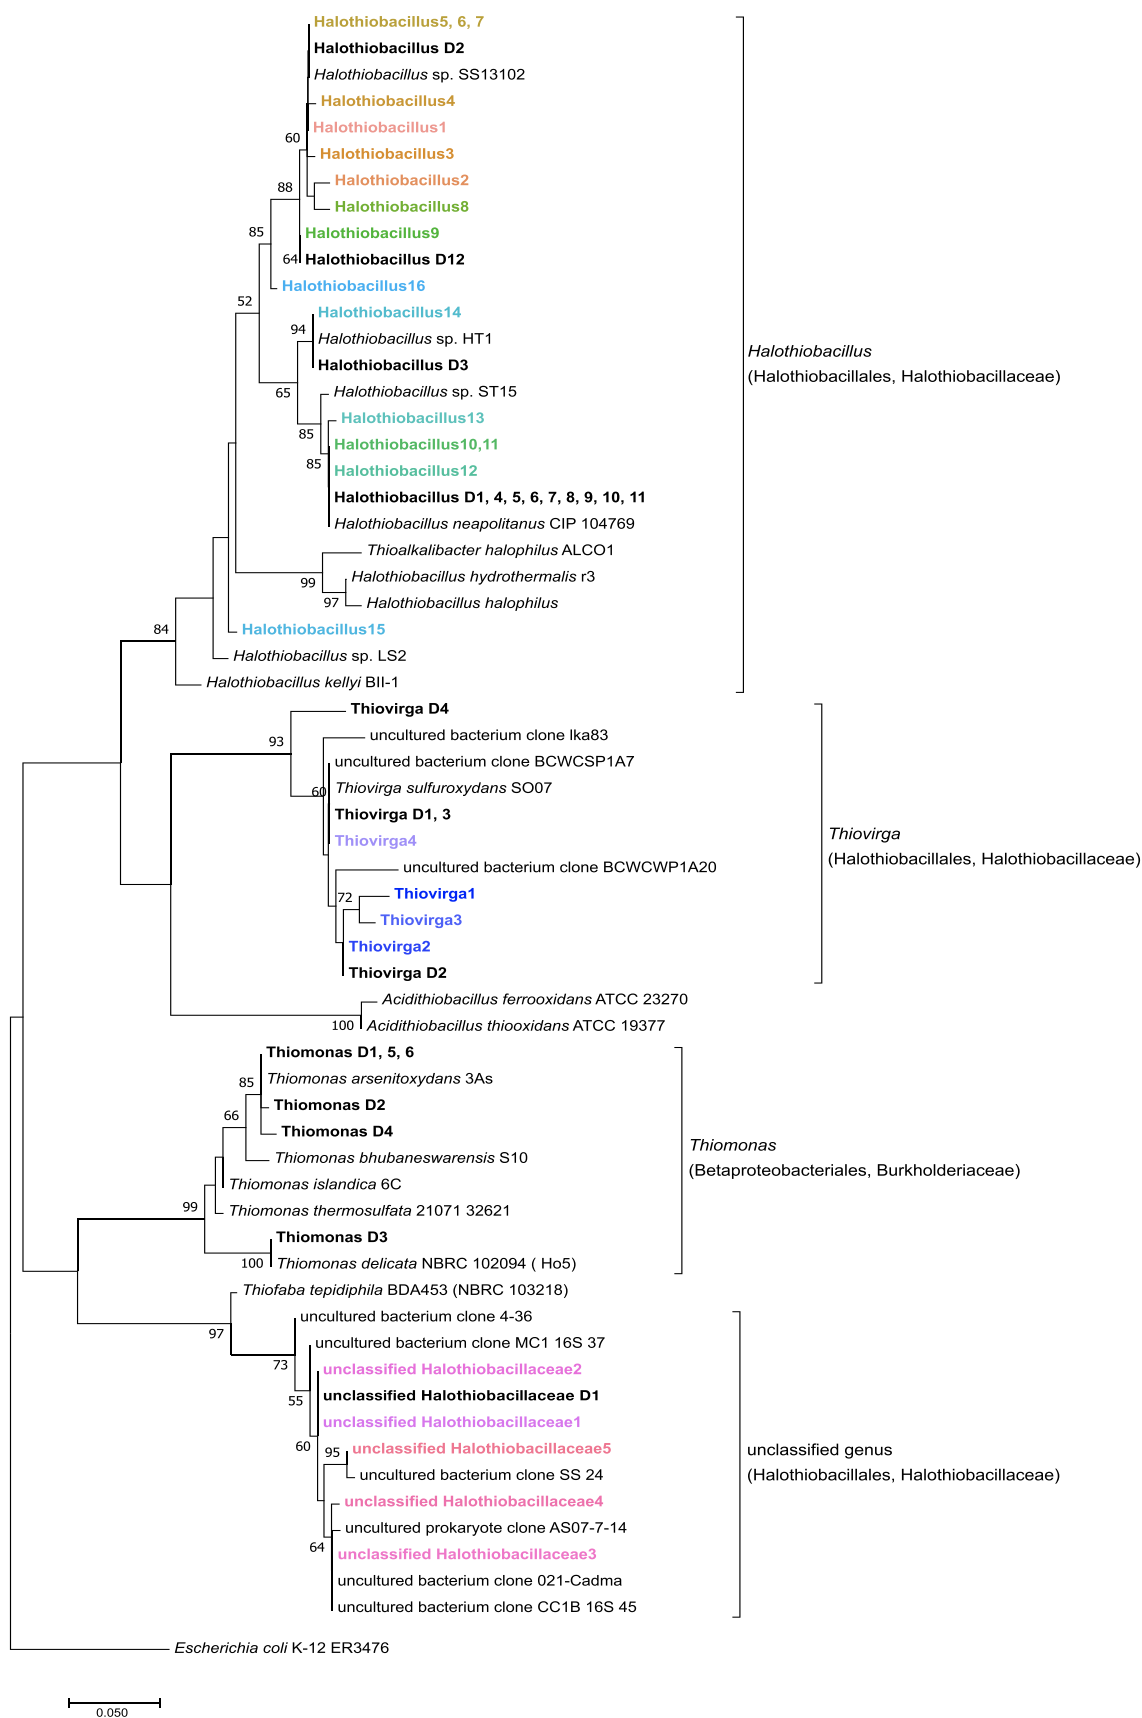 Halothiobacillus5, 6, 7
Halothiobacillus D2
Halothiobacillus sp. SS13102
Halothiobacillus4
Halothiobacillus1
60
Halothiobacillus3
Halothiobacillus2
88
Halothiobacillus8
85
Halothiobacillus9
64
Halothiobacillus D12
Halothiobacillus16
52
Halothiobacillus14
94
Halothiobacillus sp. HT1
Halothiobacillus
(Halothiobacillales, Halothiobacillaceae)
Halothiobacillus D3
65
Halothiobacillus sp. ST15
Halothiobacillus13
85
Halothiobacillus10,11
85
Halothiobacillus12
Halothiobacillus D1, 4, 5, 6, 7, 8, 9, 10, 11
Halothiobacillus neapolitanus CIP 104769
Thioalkalibacter halophilus ALCO1
99
Halothiobacillus hydrothermalis r3
97
Halothiobacillus halophilus
84
Halothiobacillus15
Halothiobacillus sp. LS2
Halothiobacillus kellyi BII-1
Thiovirga D4
93
uncultured bacterium clone lka83
uncultured bacterium clone BCWCSP1A7
60
Thiovirga sulfuroxydans SO07
Thiovirga D1, 3
Thiovirga4
Thiovirga
(Halothiobacillales, Halothiobacillaceae)
uncultured bacterium clone BCWCWP1A20
72
Thiovirga1
Thiovirga3
Thiovirga2
Thiovirga D2
Acidithiobacillus ferrooxidans ATCC 23270
100
Acidithiobacillus thiooxidans ATCC 19377
Thiomonas D1, 5, 6
85
Thiomonas arsenitoxydans 3As
Thiomonas D2
66
Thiomonas D4
Thiomonas
(Betaproteobacteriales, Burkholderiaceae)
Thiomonas bhubaneswarensis S10
Thiomonas islandica 6C
99
Thiomonas thermosulfata 21071 32621
Thiomonas D3
100
Thiomonas delicata NBRC 102094 ( Ho5)
Thiofaba tepidiphila BDA453 (NBRC 103218)
97
uncultured bacterium clone 4-36
73
uncultured bacterium clone MC1 16S 37
unclassified Halothiobacillaceae2
55
unclassified Halothiobacillaceae D1
unclassified Halothiobacillaceae1
60
95
unclassified Halothiobacillaceae5
unclassified genus
(Halothiobacillales, Halothiobacillaceae)
uncultured bacterium clone SS 24
unclassified Halothiobacillaceae4
uncultured prokaryote clone AS07-7-14
64
unclassified Halothiobacillaceae3
uncultured bacterium clone 021-Cadma
uncultured bacterium clone CC1B 16S 45
Escherichia coli K-12 ER3476
0.050